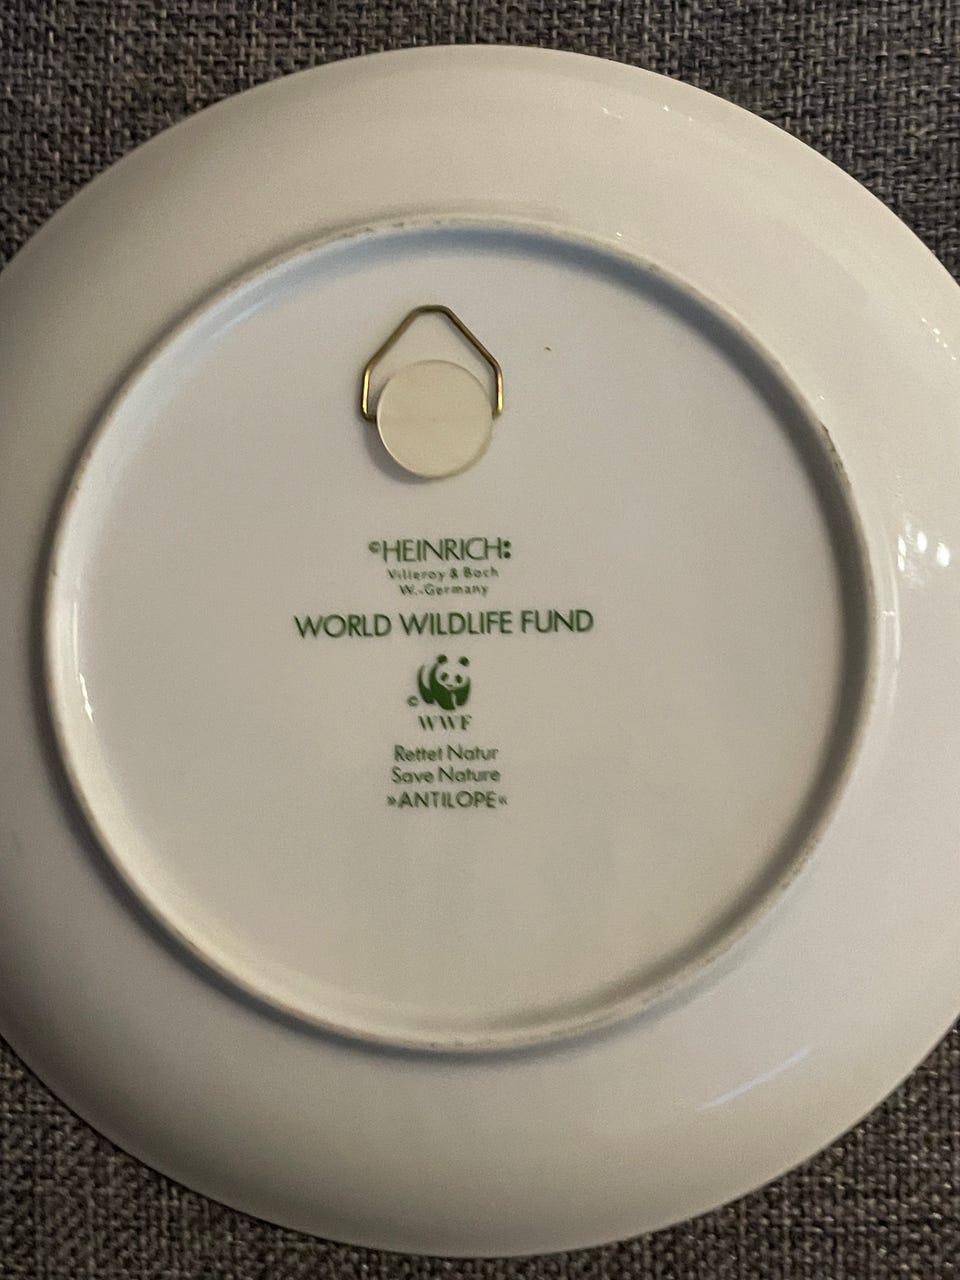 ©HEINRICH:
Villeroy & Boch
W.-Germany
WORLD WILDLIFE FUND
©
WWF
Rettet Natur
Save Nature
»ANTILOPE«